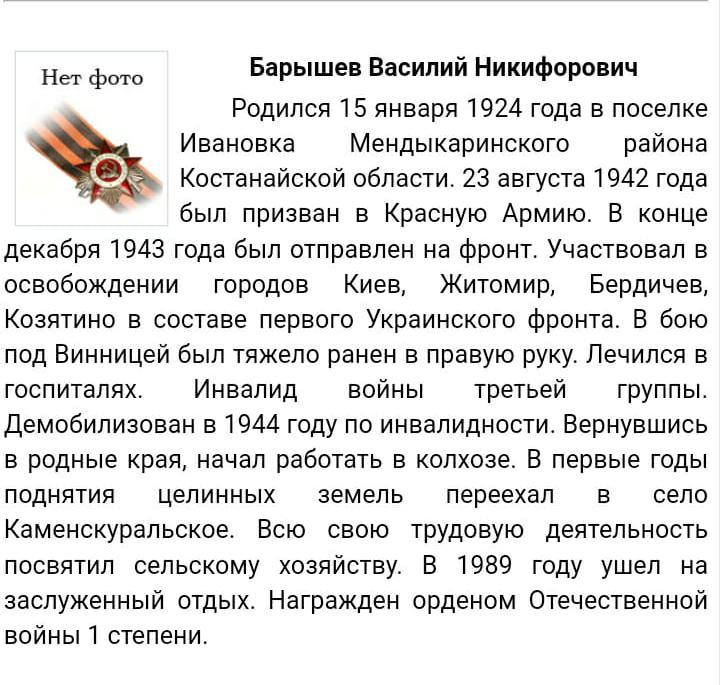 Нет фото
Барышев Василий Никифорович
Родился 15 января 1924 года в поселке
Ивановка Мендыкаринского района
Костанайской области. 23 августа 1942 года
был призван в Красную Армию. В конце
декабря 1943 года был отправлен на фронт. Участвовал в
освобождении городов Киев, Житомир, Бердичев,
Козятино в составе первого Украинского фронта. В бою
под Винницей был тяжело ранен в правую руку. Лечился в
госпиталях. Инвалид войны третьей группы.
Демобилизован в 1944 году по инвалидности. Вернувшись
в родные края, начал работать в колхозе. В первые годы
поднятия целинных земель переехал в село
Каменскуральское. Всю свою трудовую деятельность
посвятил сельскому хозяйству. В 1989 году ушел на
заслуженный отдых. Награжден орденом Отечественной
войны 1 степени.